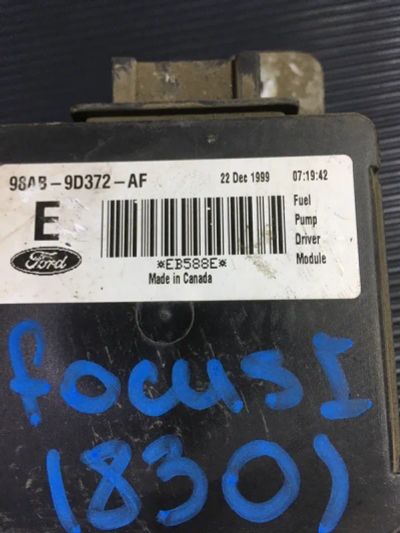 98AB-9D372-AF 22 Dec 1999 07:19:42
E
Fuel
Pump
Driver
Module
Ford
*EB588E*
Made in Canada
focus I
(830)